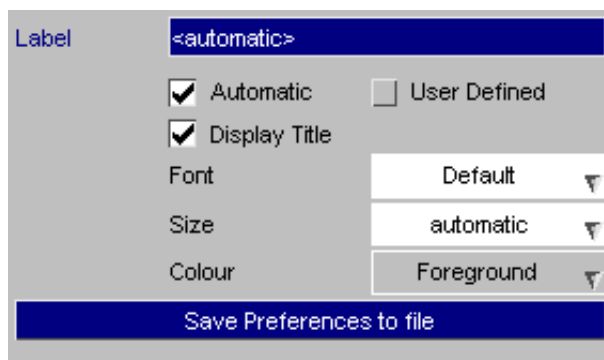 Label <automatic>
Automatic User Defined
Display Title
Font Default
Size automatic
Colour Foreground
Save Preferences to file